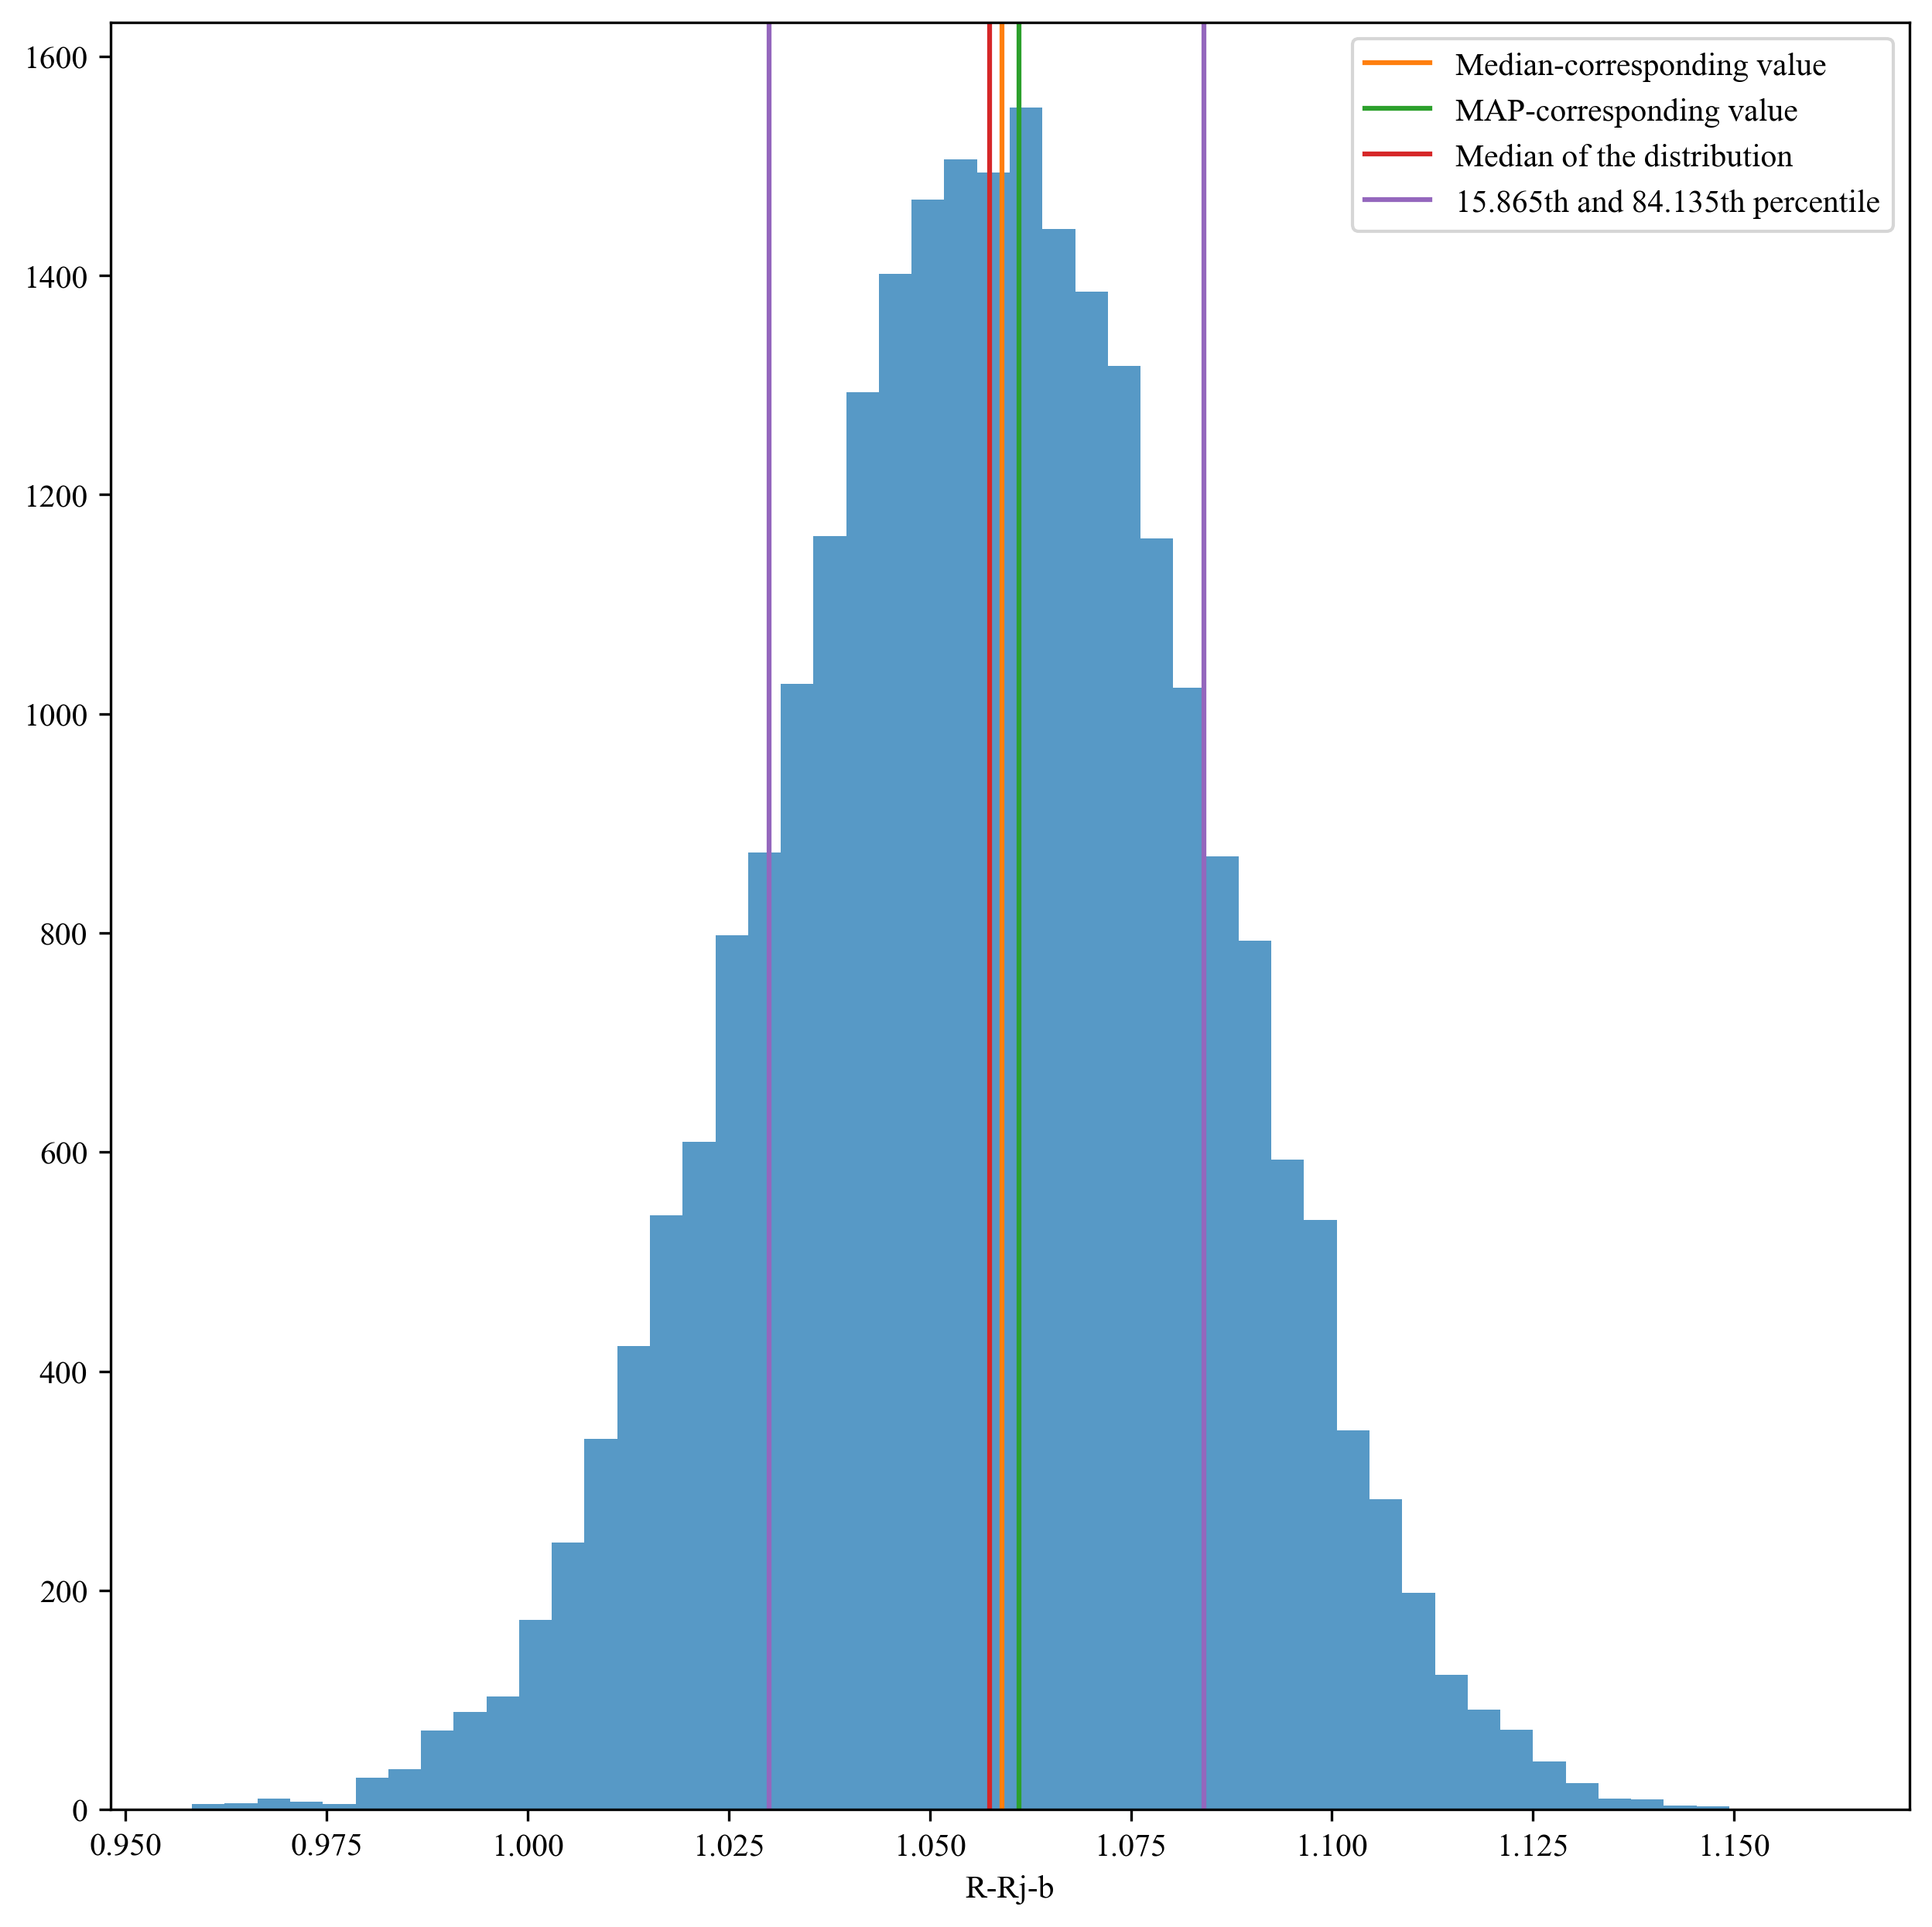 1600
1400
1200
1000
800
600
400
200
0
Median-corresponding value
MAP-corresponding value
Median of the distribution
15.865th and 84.135th percentile
0.950 0.975 1.000 1.025 1.050 1.075 1.100 1.125 1.150
R-Rj-b